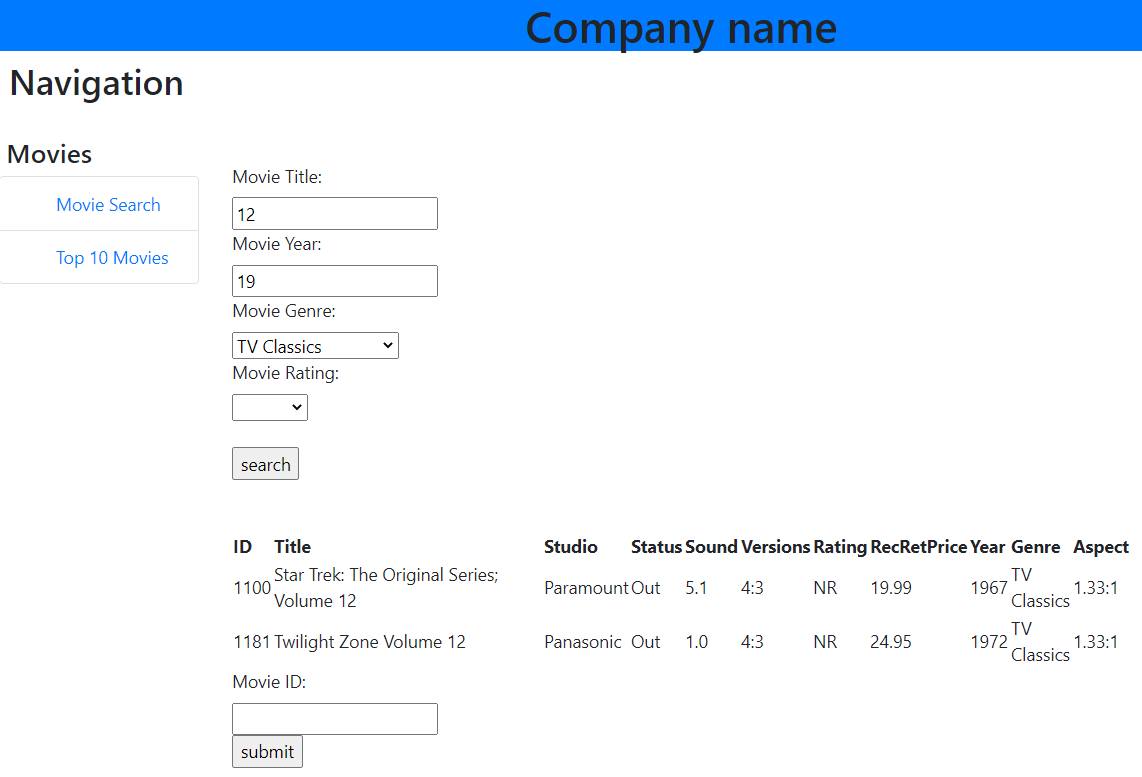 Company name
Navigation
Movies
Movie Search
Top 10 Movies
Movie Title:
12
Movie Year:
19
Movie Genre:
TV Classics
Movie Rating:
search
ID Title Studio Status Sound Versions Rating RecRetPrice Year Genre Aspect
1100 Star Trek: The Original Series; Volume 12 Paramount Out 5.1 4:3 NR 19.99 1967 TV Classics 1.33:1
1181 Twilight Zone Volume 12 Panasonic Out 1.0 4:3 NR 24.95 1972 TV Classics 1.33:1
Movie ID:
submit